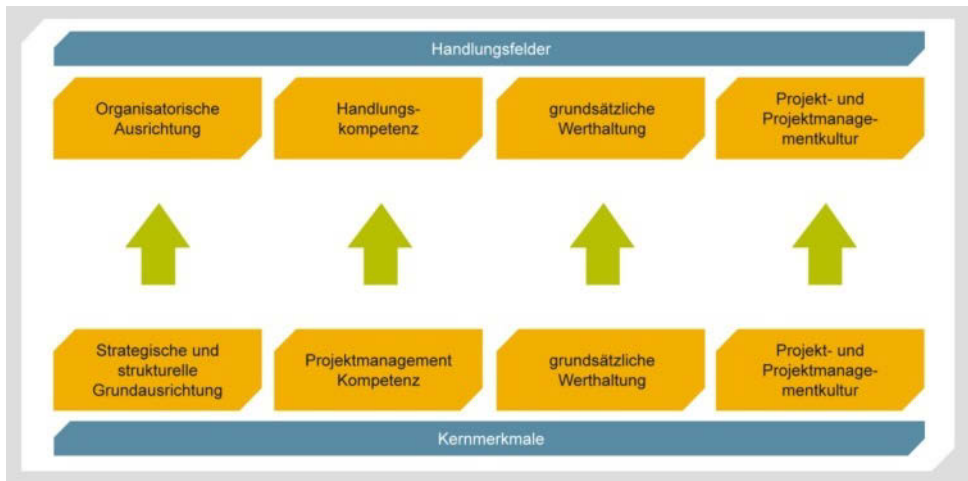 Handlungsfelder
Organisatorische
Ausrichtung
Handlungs-
kompetenz
grundsätzliche
Werthaltung
Projekt- und
Projektmanage-
mentkultur
Strategische und
strukturelle
Grundausrichtung
Projektmanagement
Kompetenz
grundsätzliche
Werthaltung
Projekt- und
Projektmanage-
mentkultur
Kernmerkmale